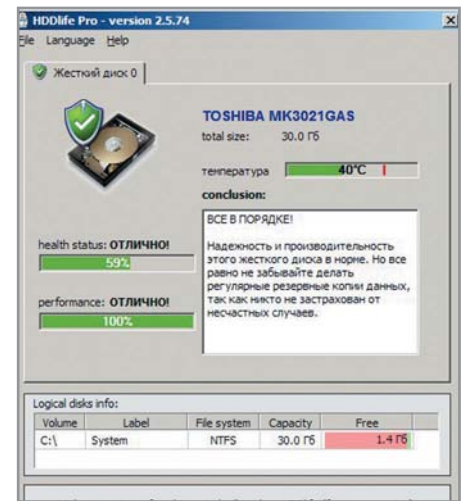 HDDlife Pro - version 2.5.74
File Language Help
Жесткий диск 0
TOSHIBA MK3021GAS
total size: 30.0 Гб
температура 40°C
conclusion:
ВСЕ В ПОРЯДКЕ!
Надежность и производительность
этого жесткого диска в норме. Но все
равно не забывайте делать
регулярные резервные копии данных,
так как никто не застрахован от
несчастных случаев.
health status: ОТЛИЧНО!
59%
performance: ОТЛИЧНО!
100%
Logical disks info:
Volume Label File system Capacity Free
C:\ System NTFS 30.0 Гб 1.4 Гб